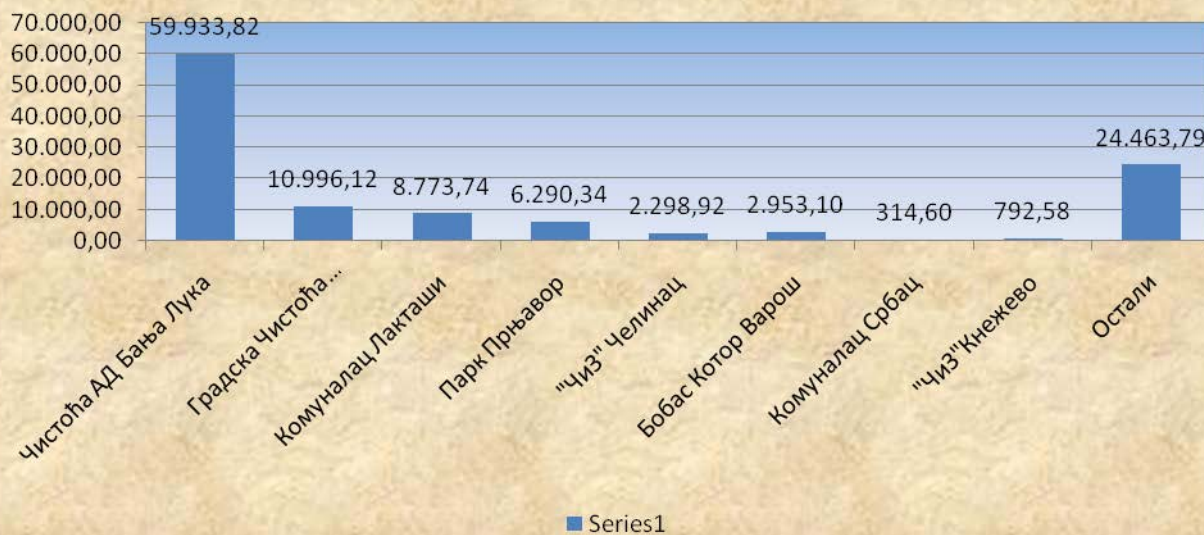 70.000,00
60.000,00
50.000,00
40.000,00
30.000,00
20.000,00
10.000,00
0,00
59.933,82
10.996,12
8.773,74
6.290,34
2.298,92
2.953,10
314,60
792,58
24.463,79
Чистоћа АД Бања Лука
Градска Чистоћа...
Комуналац Лакташи
Парк Прњавор
"ЧиЗ" Челинац
Бобас Котор Варош
Комуналац Србац
"ЧиЗ"Кнежево
Остали
Series1